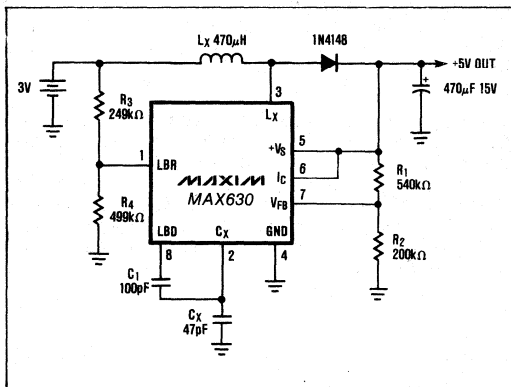 LX 470μH
1N4148
+5V OUT
3V
R3
249kΩ
3
LX
+
470μF 15V
1
LBR
+VS
5
IC
6
MAXIM
MAX630
VFB
7
R1
540kΩ
R4
499kΩ
LBD
CX
GND
8
2
4
R2
200kΩ
C1
100pF
CX
47pF